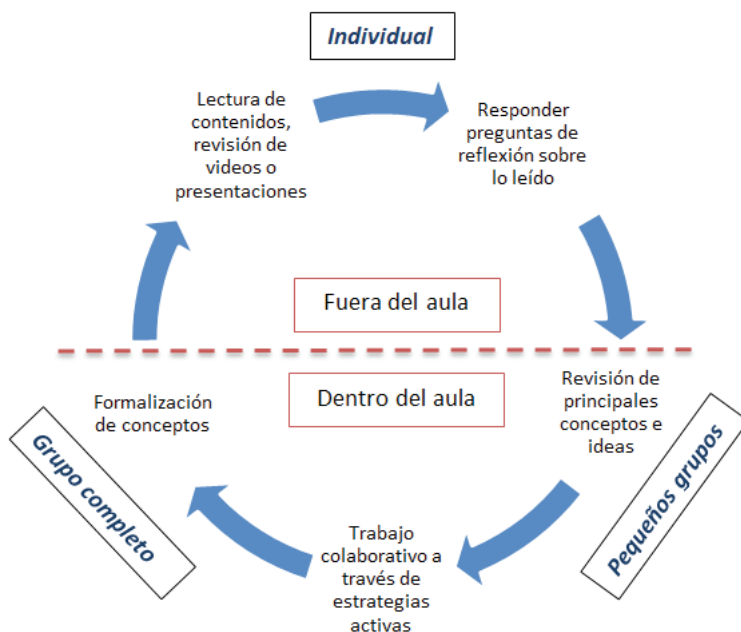 Individual
Lectura de
contenidos,
revisión de
videos o
presentaciones
Responder
preguntas de
reflexión sobre
lo leído
Fuera del aula
Dentro del aula
Revisión de
principales
conceptos e
ideas
Pequeños grupos
Trabajo
colaborativo a
través de
estrategias
activas
Formalización
de conceptos
Grupo completo